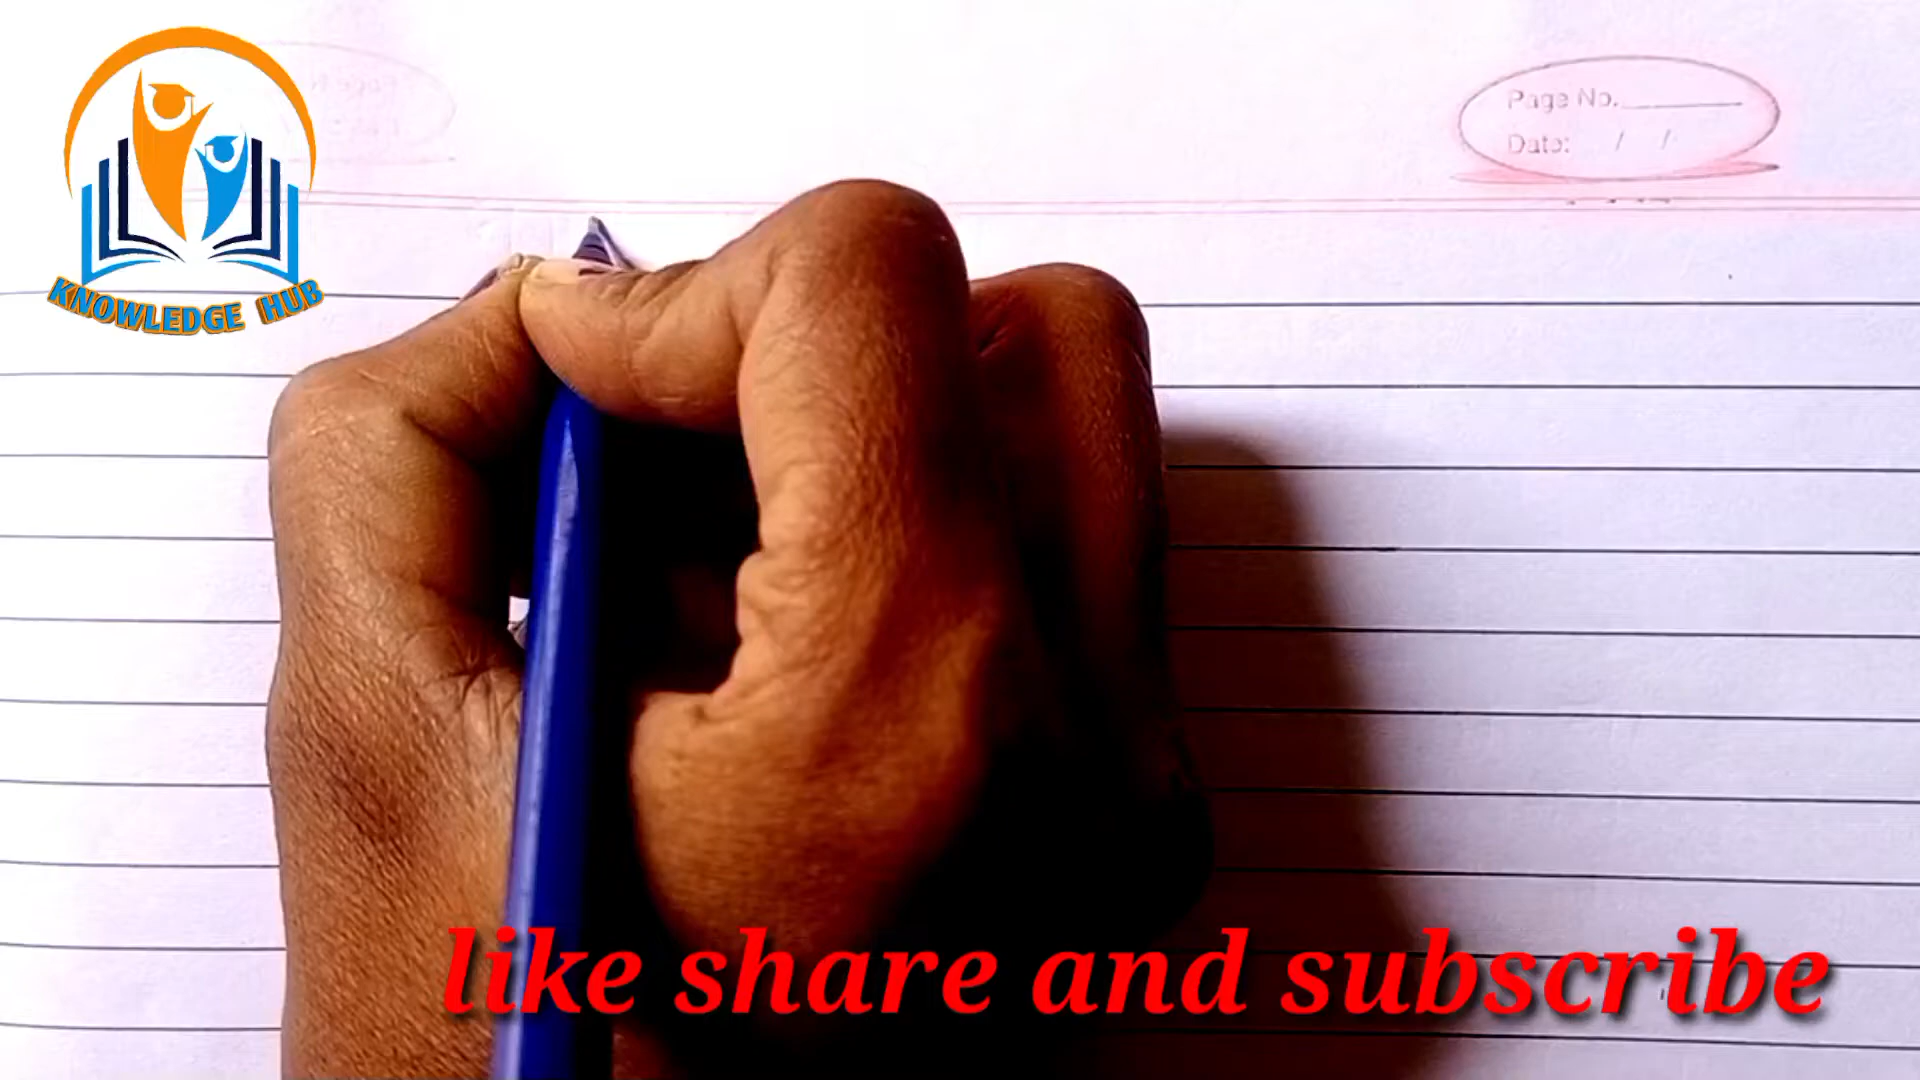 Page No.
Date: / /
KNOWLEDGE HUB
like share and subscribe